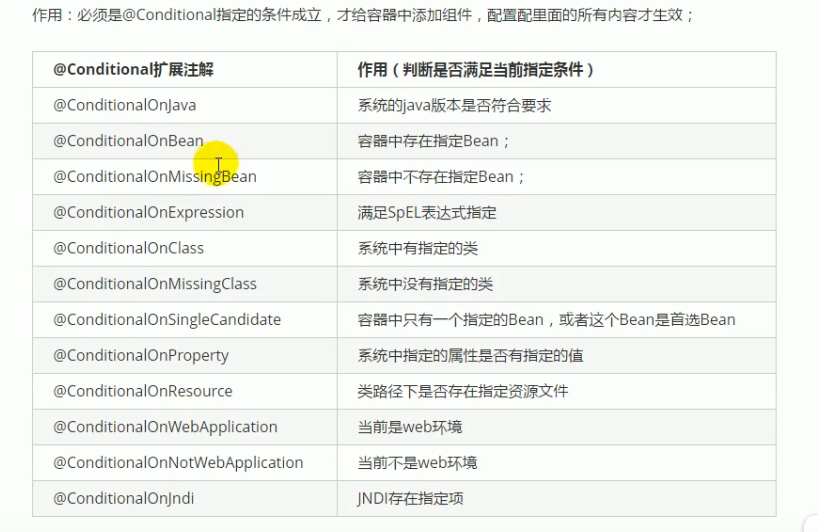 作用：必须是@Conditional指定的条件成立，才给容器中添加组件，配置配里面的所有内容才生效；
@Conditional扩展注解 作用（判断是否满足当前指定条件）
@ConditionalOnJava 系统的java版本是否符合要求
@ConditionalOnBean 容器中存在指定Bean；
@ConditionalOnMissingBean 容器中不存在指定Bean；
@ConditionalOnExpression 满足SpEL表达式指定
@ConditionalOnClass 系统中有指定的类
@ConditionalOnMissingClass 系统中没有指定的类
@ConditionalOnSingleCandidate 容器中只有一个指定的Bean，或者这个Bean是首选Bean
@ConditionalOnProperty 系统中指定的属性是否有指定的值
@ConditionalOnResource 类路径下是否存在指定资源文件
@ConditionalOnWebApplication 当前是web环境
@ConditionalOnNotWebApplication 当前不是web环境
@ConditionalOnJndi JNDI存在指定项